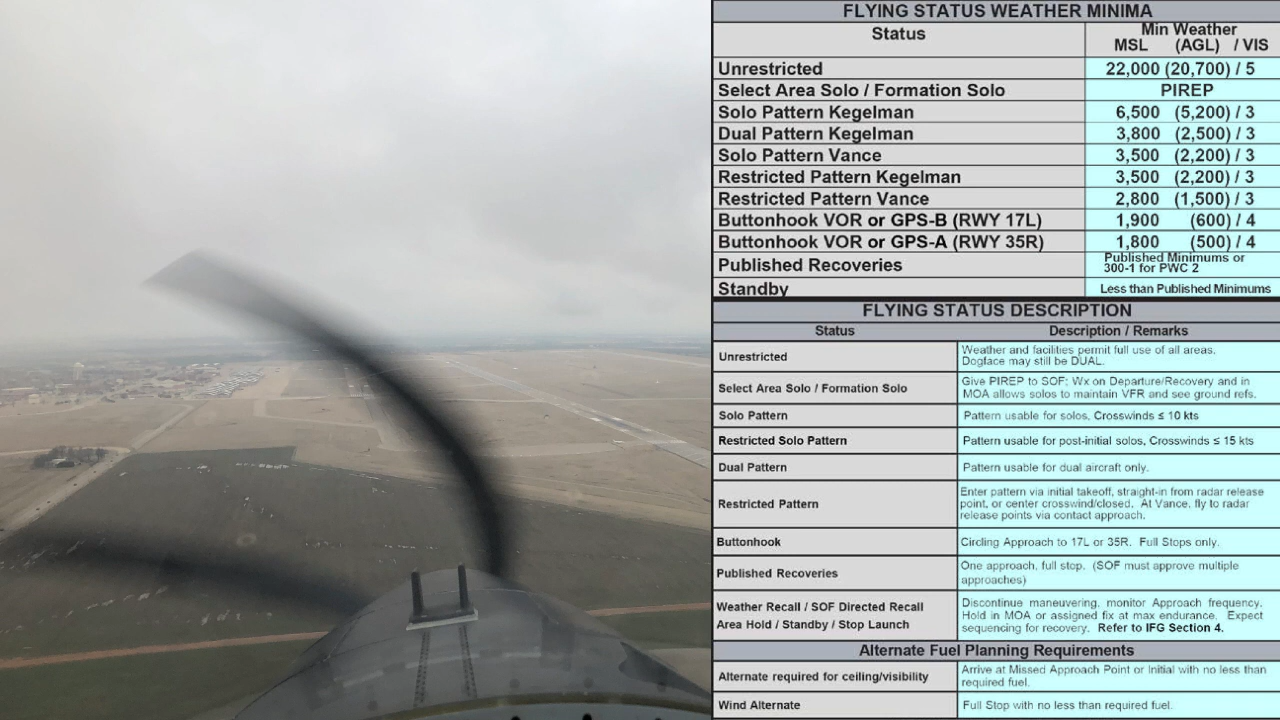 FLYING STATUS WEATHER MINIMA
Status
Min Weather
MSL (AGL) / VIS
Unrestricted 22,000 (20,700) / 5
Select Area Solo / Formation Solo PIREP
Solo Pattern Kegelman 6,500 (5,200) / 3
Dual Pattern Kegelman 3,800 (2,500) / 3
Solo Pattern Vance 3,500 (2,200) / 3
Restricted Pattern Kegelman 3,500 (2,200) / 3
Restricted Pattern Vance 2,800 (1,500) / 3
Buttonhook VOR or GPS-B (RWY 17L) 1,900 (600) / 4
Buttonhook VOR or GPS-A (RWY 35R) 1,800 (500) / 4
Published Recoveries
Published Minimums or
300-1 for PWC 2
Standby Less than Published Minimums
FLYING STATUS DESCRIPTION
Status Description / Remarks
Unrestricted
Weather and facilities permit full use of all areas.
Dogface may still be DUAL.
Select Area Solo / Formation Solo
Give PIREP to SOF; Wx on Departure/Recovery and in
MOA allows solos to maintain VFR and see ground refs.
Solo Pattern Pattern usable for solos, Crosswinds ≤ 10 kts
Restricted Solo Pattern Pattern usable for post-initial solos, Crosswinds ≤ 15 kts
Dual Pattern Pattern usable for dual aircraft only.
Restricted Pattern
Enter pattern via initial takeoff, straight-in from radar release
point, or center crosswind/closed. At Vance, fly to radar
release points via contact approach.
Buttonhook Circling Approach to 17L or 35R. Full Stops only.
Published Recoveries
One approach, full stop. (SOF must approve multiple
approaches)
Weather Recall / SOF Directed Recall
Area Hold / Standby / Stop Launch
Discontinue maneuvering, monitor Approach frequency.
Hold in MOA or assigned fix at max endurance. Expect
sequencing for recovery. Refer to IFG Section 4.
Alternate Fuel Planning Requirements
Alternate required for ceiling/visibility
Arrive at Missed Approach Point or Initial with no less than
required fuel.
Wind Alternate Full Stop with no less than required fuel.